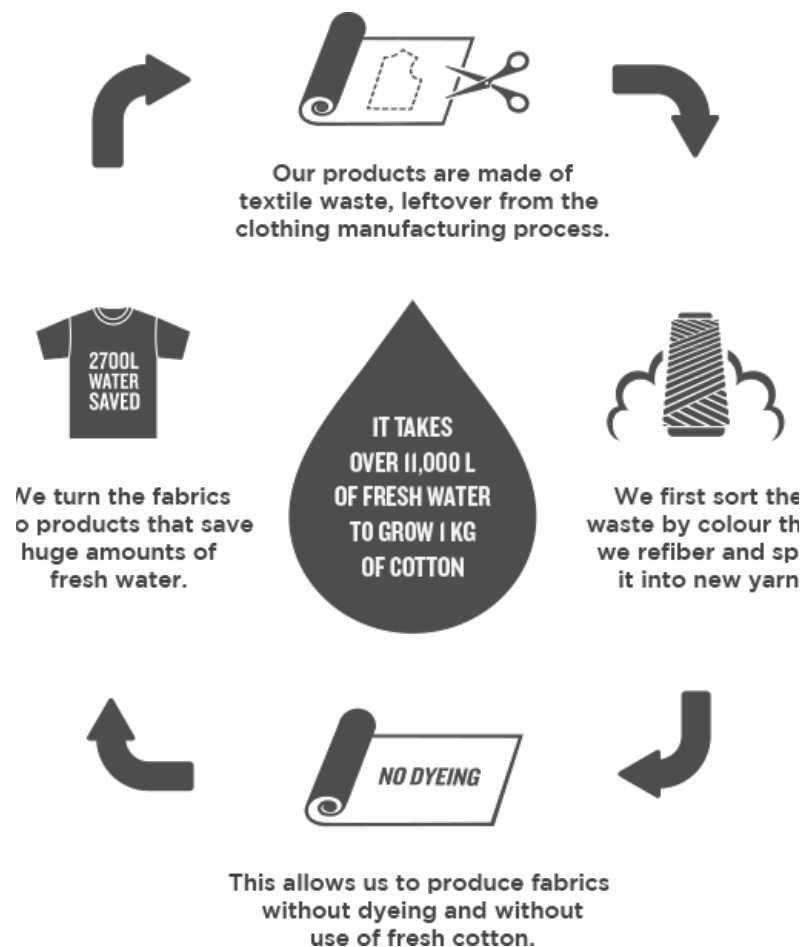 Our products are made of
textile waste, leftover from the
clothing manufacturing process.
2700L
WATER
SAVED
IT TAKES
OVER 11,000 L
OF FRESH WATER
TO GROW 1 KG
OF COTTON
We turn the fabrics
o products that save
huge amounts of
fresh water.
We first sort the
waste by colour th
we refiber and sp
it into new yarn
NO DYEING
This allows us to produce fabrics
without dyeing and without
use of fresh cotton.